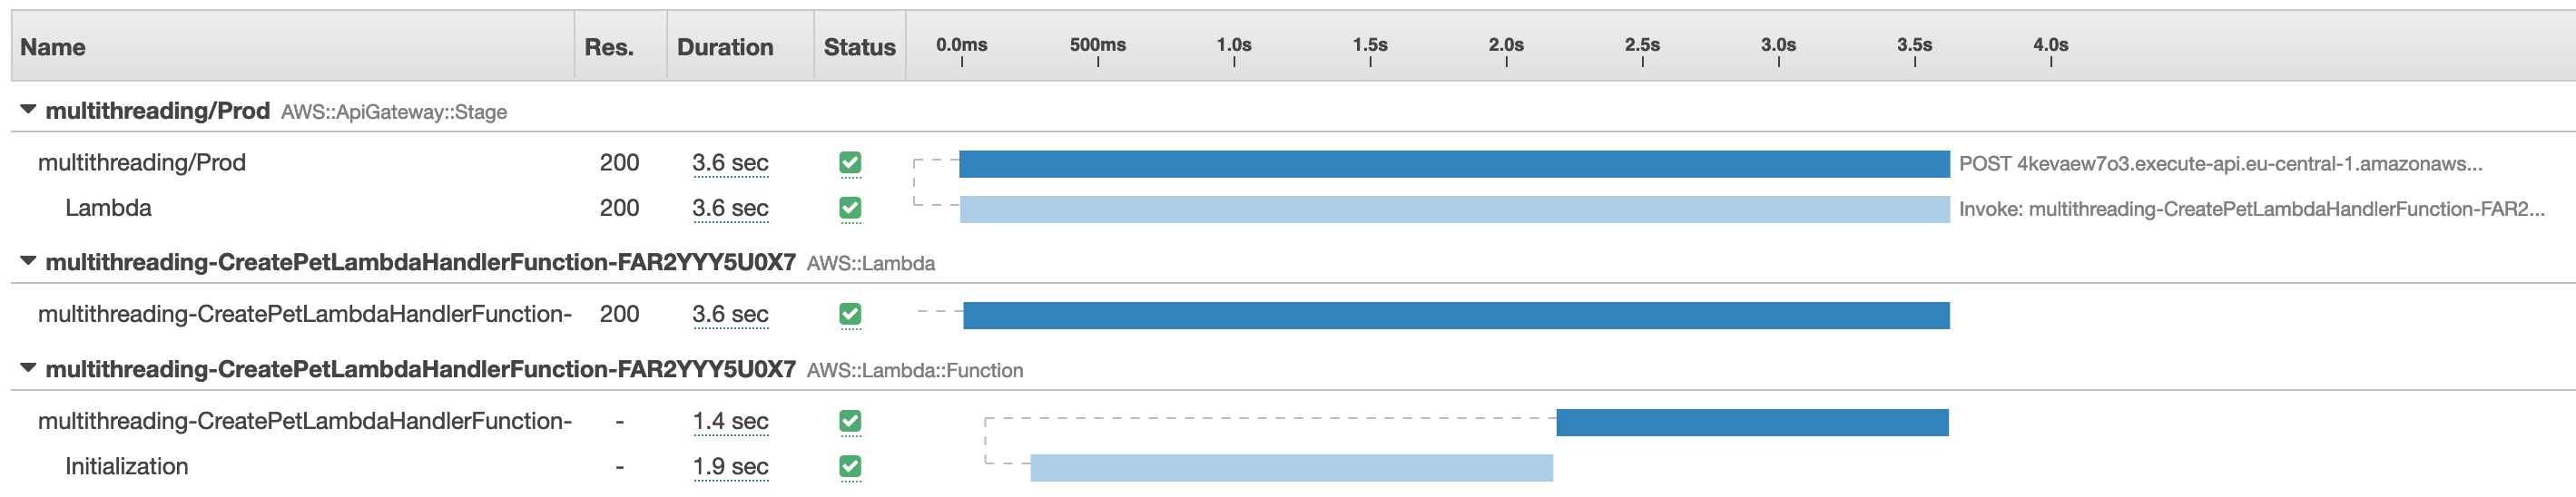 Name Res. Duration Status 0.0ms 500ms 1.0s 1.5s 2.0s 2.5s 3.0s 3.5s 4.0s
multithreading/Prod AWS::ApiGateway::Stage
multithreading/Prod 200 3.6 sec POST 4kevaew7o3.execute-api.eu-central-1.amazonaws...
Lambda 200 3.6 sec Invoke: multithreading-CreatePetLambdaHandlerFunction-FAR2...
multithreading-CreatePetLambdaHandlerFunction-FAR2YYY5U0X7 AWS::Lambda
multithreading-CreatePetLambdaHandlerFunction- 200 3.6 sec
multithreading-CreatePetLambdaHandlerFunction-FAR2YYY5U0X7 AWS::Lambda::Function
multithreading-CreatePetLambdaHandlerFunction- - 1.4 sec
Initialization - 1.9 sec